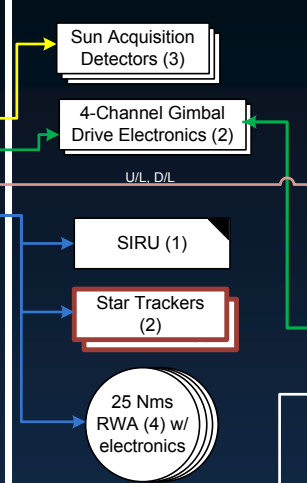 Sun Acquisition
Detectors (3)
4-Channel Gimbal
Drive Electronics (2)
U/L, D/L
SIRU (1)
Star Trackers
(2)
25 Nms
RWA (4) w/
electronics